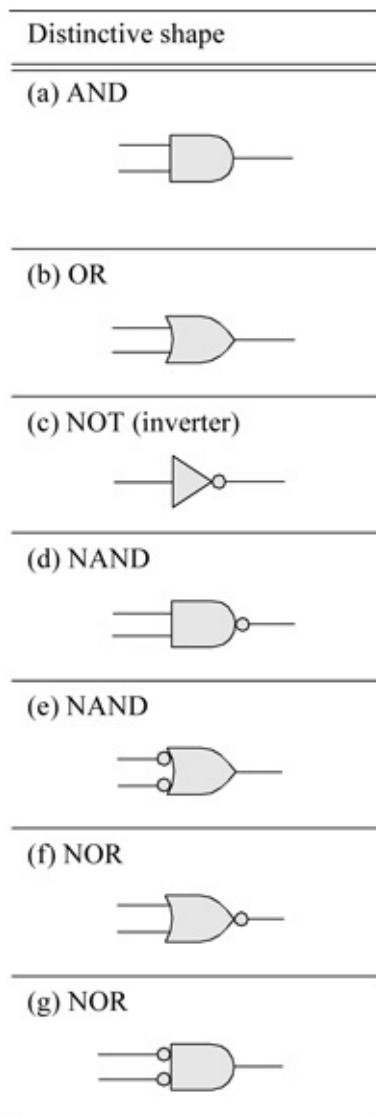 Distinctive shape
(a) AND
(b) OR
(c) NOT (inverter)
(d) NAND
(e) NAND
(f) NOR
(g) NOR